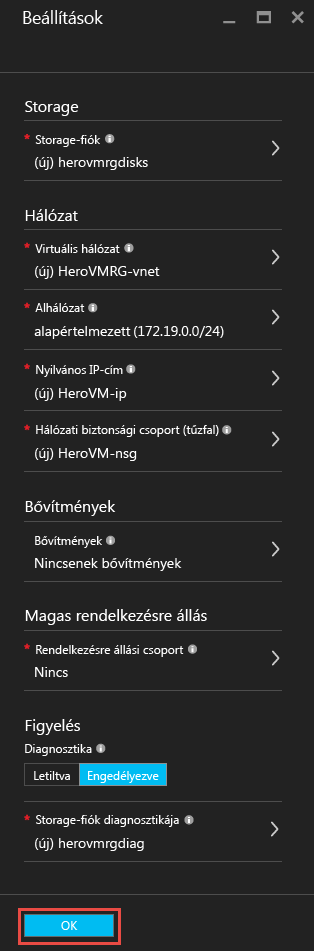 Beállítások
Storage
* Storage-fiók
(új) herovmrgdisks
Hálózat
* Virtuális hálózat
(új) HeroVMRG-vnet
* Alhálózat
alapértelmezett (172.19.0.0/24)
* Nyilvános IP-cím
(új) HeroVM-ip
* Hálózati biztonsági csoport (tűzfal)
(új) HeroVM-nsg
Bővítmények
Bővítmények
Nincsenek bővítmények
Magas rendelkezésre állás
* Rendelkezésre állási csoport
Nincs
Figyelés
Diagnosztika
Letiltva Engedélyezve
* Storage-fiók diagnosztikája
(új) herovmrgdiag
OK